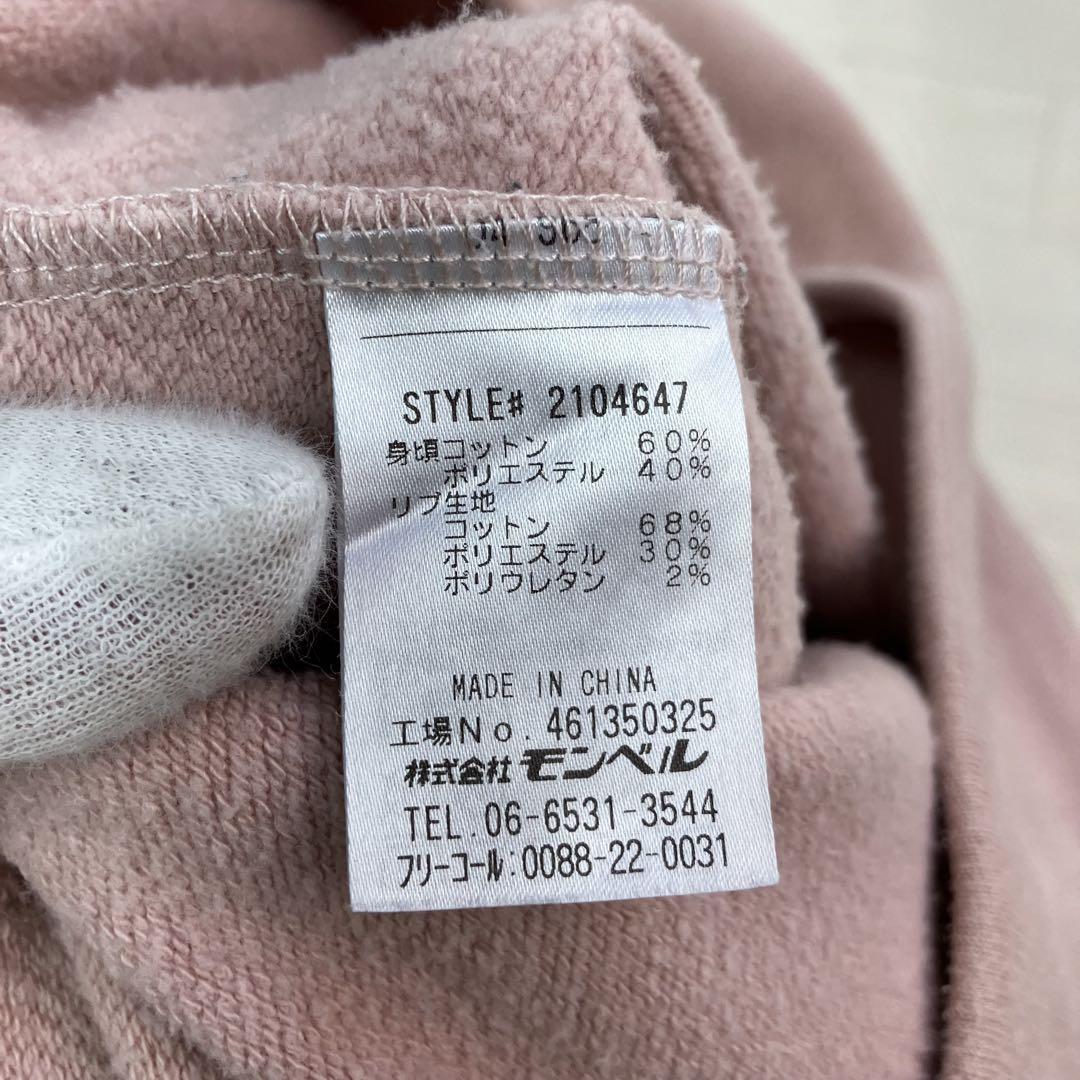 STYLE# 2104647
身頃コットン 60%
ポリエステル 40%
リブ生地
コットン 68%
ポリエステル 30%
ポリウレタン 2%
MADE IN CHINA
工場No. 461350325
株式会社 モンベル
TEL. 06-6531-3544
フリーコール:0088-22-0031